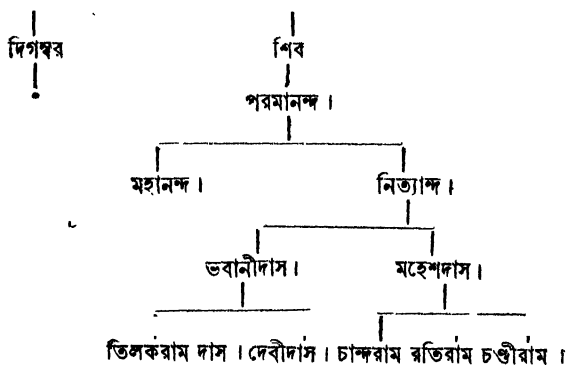 দিগম্বর শিব
পরমানন্দ ।
মহানন্দ । নিত্যান্দ ।
ভবানীদাস । মহেশদাস ।
তিলকরাম দাস । দেবীদাস । চান্দরাম রতিরাম চণ্ডীরাম ।